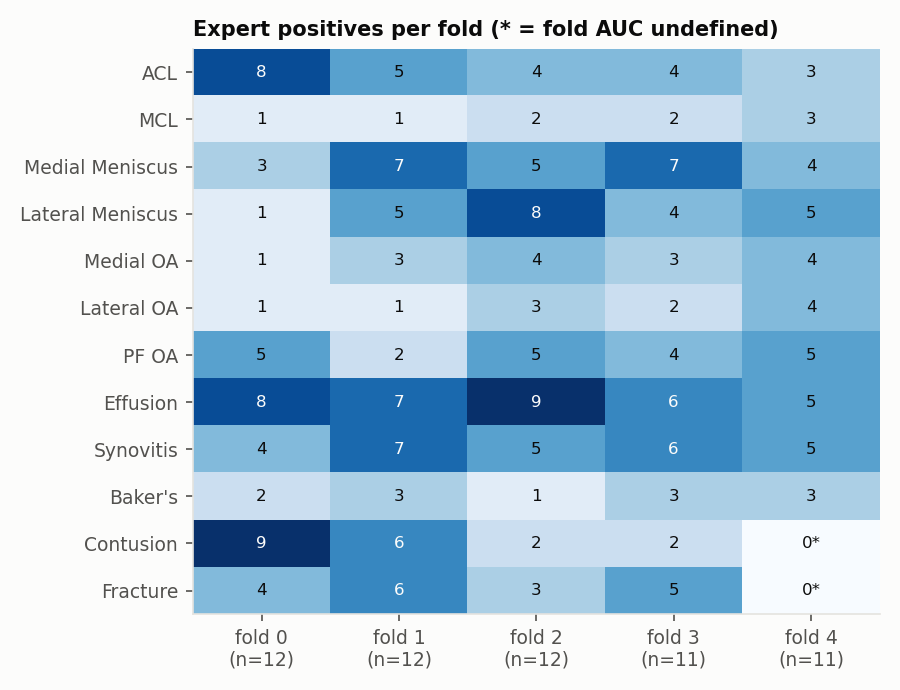 Expert positives per fold (* = fold AUC undefined)
ACL 8 5 4 4 3
MCL 1 1 2 2 3
Medial Meniscus 3 7 5 7 4
Lateral Meniscus 1 5 8 4 5
Medial OA 1 3 4 3 4
Lateral OA 1 1 3 2 4
PF OA 5 2 5 4 5
Effusion 8 7 9 6 5
Synovitis 4 7 5 6 5
Baker's 2 3 1 3 3
Contusion 9 6 2 2 0*
Fracture 4 6 3 5 0*
fold 0 fold 1 fold 2 fold 3 fold 4
(n=12) (n=12) (n=12) (n=11) (n=11)